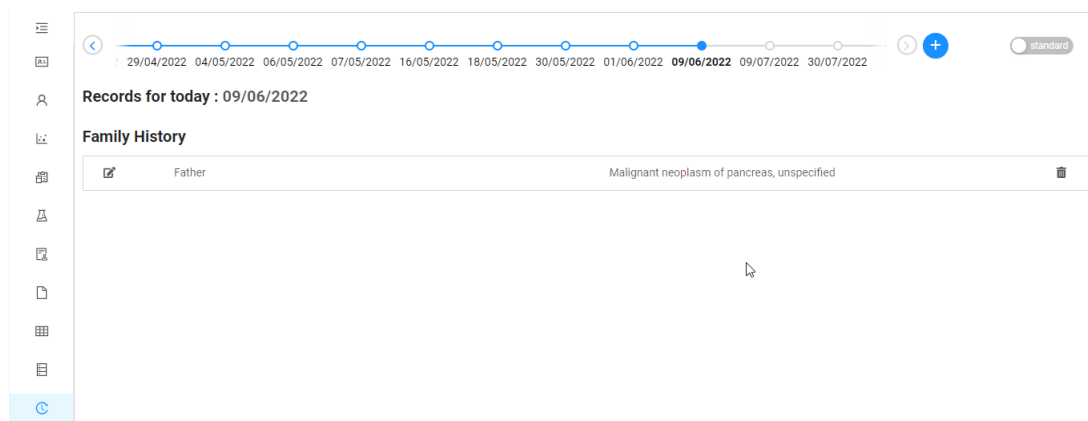 29/04/2022 04/05/2022 06/05/2022 07/05/2022 16/05/2022 18/05/2022 30/05/2022 01/06/2022 09/06/2022 09/07/2022 30/07/2022
standard
Records for today : 09/06/2022
Family History
Father Malignant neoplasm of pancreas, unspecified